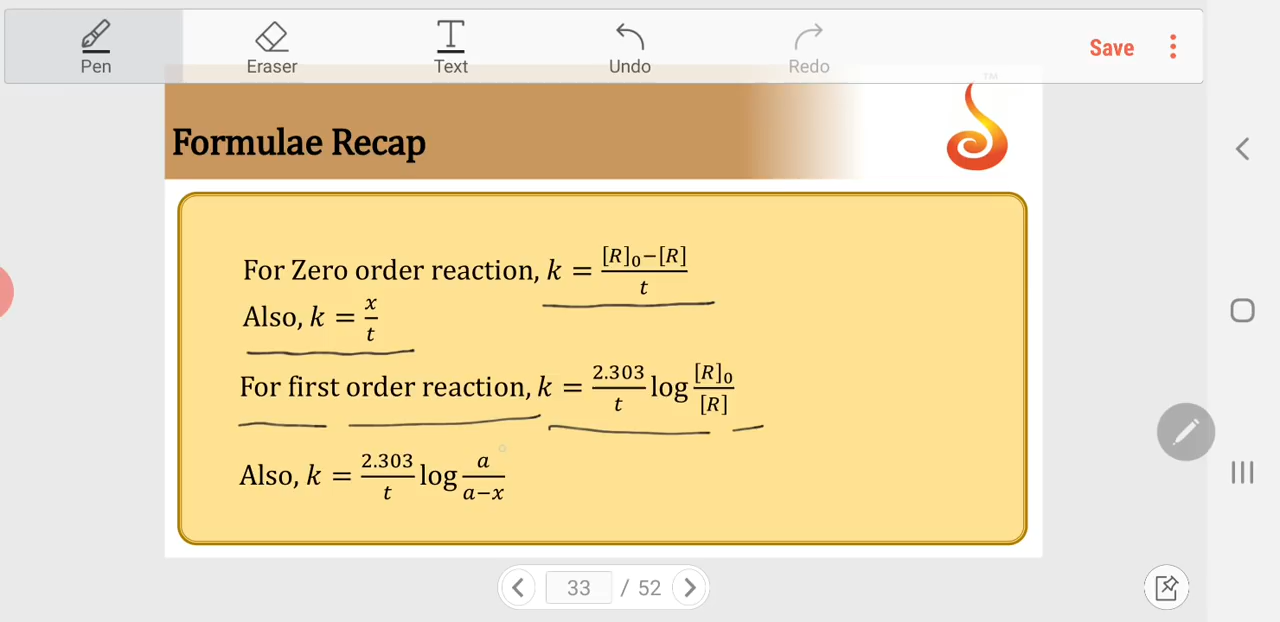 Pen
Eraser
Text
Undo
Redo
Save
TM
Formulae Recap
For Zero order reaction, k = [R]₀−[R] / t
Also, k = x / t
For first order reaction, k = 2.303 / t log [R]₀ / [R]
Also, k = 2.303 / t log a / a−x
33 / 52